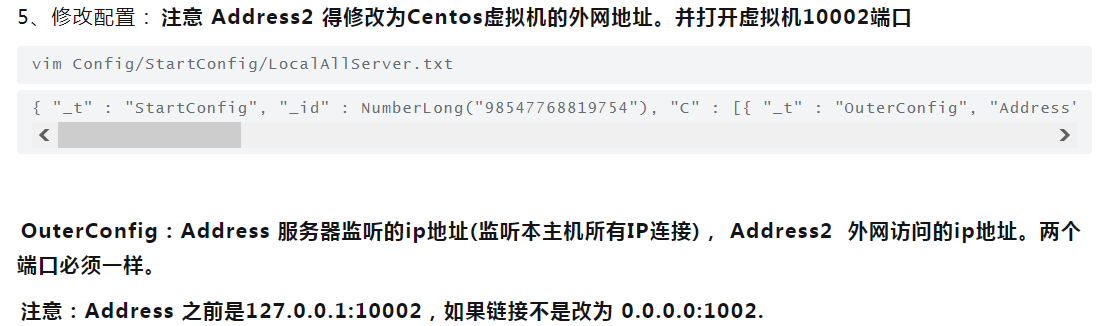 5、修改配置： 注意 Address2 得修改为Centos虚拟机的外网地址。并打开虚拟机10002端口
vim Config/StartConfig/LocalAllServer.txt
{ "_t" : "StartConfig", "_id" : NumberLong("98547768819754"), "C" : [{ "_t" : "OuterConfig", "Address"
OuterConfig：Address 服务器监听的ip地址(监听本主机所有IP连接) ， Address2 外网访问的ip地址。两个
端口必须一样。
注意：Address 之前是127.0.0.1:10002，如果链接不是改为 0.0.0.0:1002.